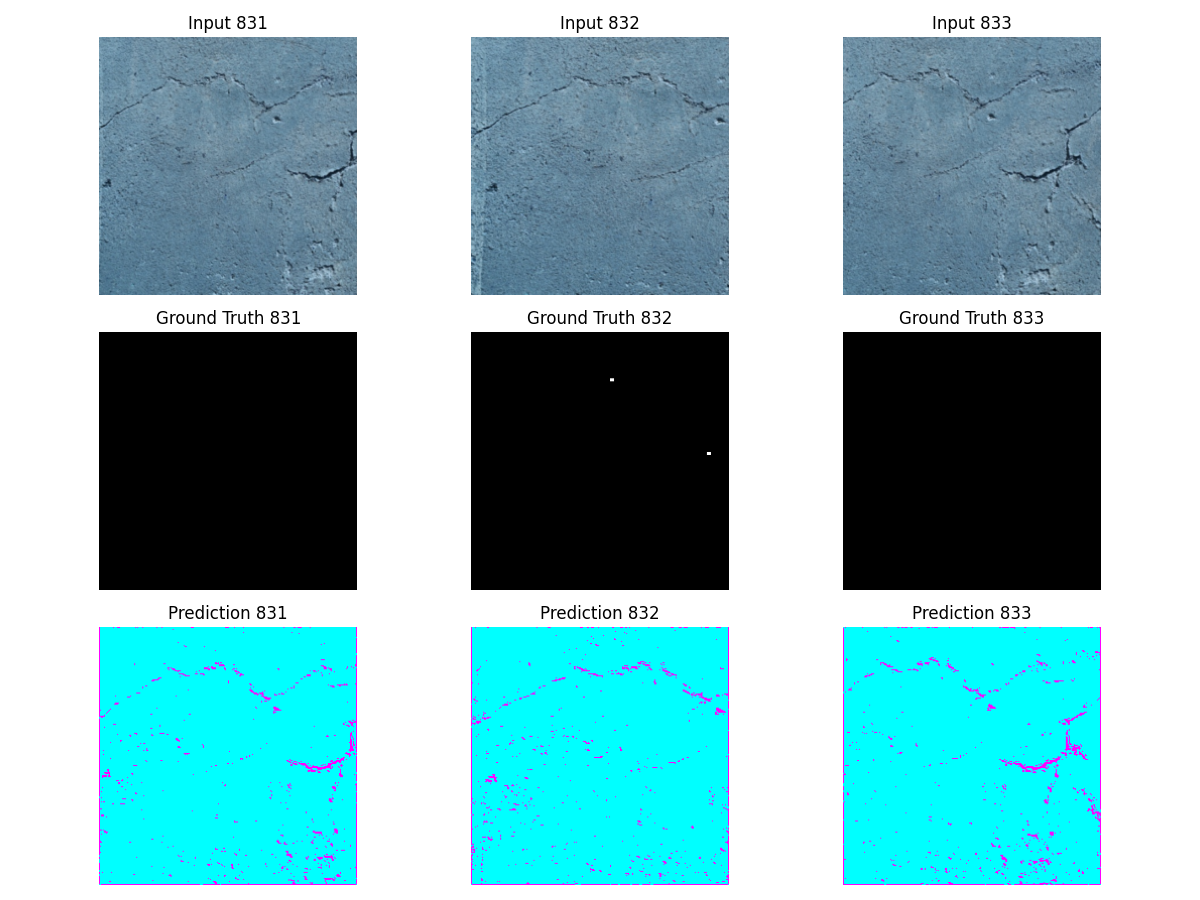 Input 831
Input 832
Input 833
Ground Truth 831
Ground Truth 832
Ground Truth 833
Prediction 831
Prediction 832
Prediction 833